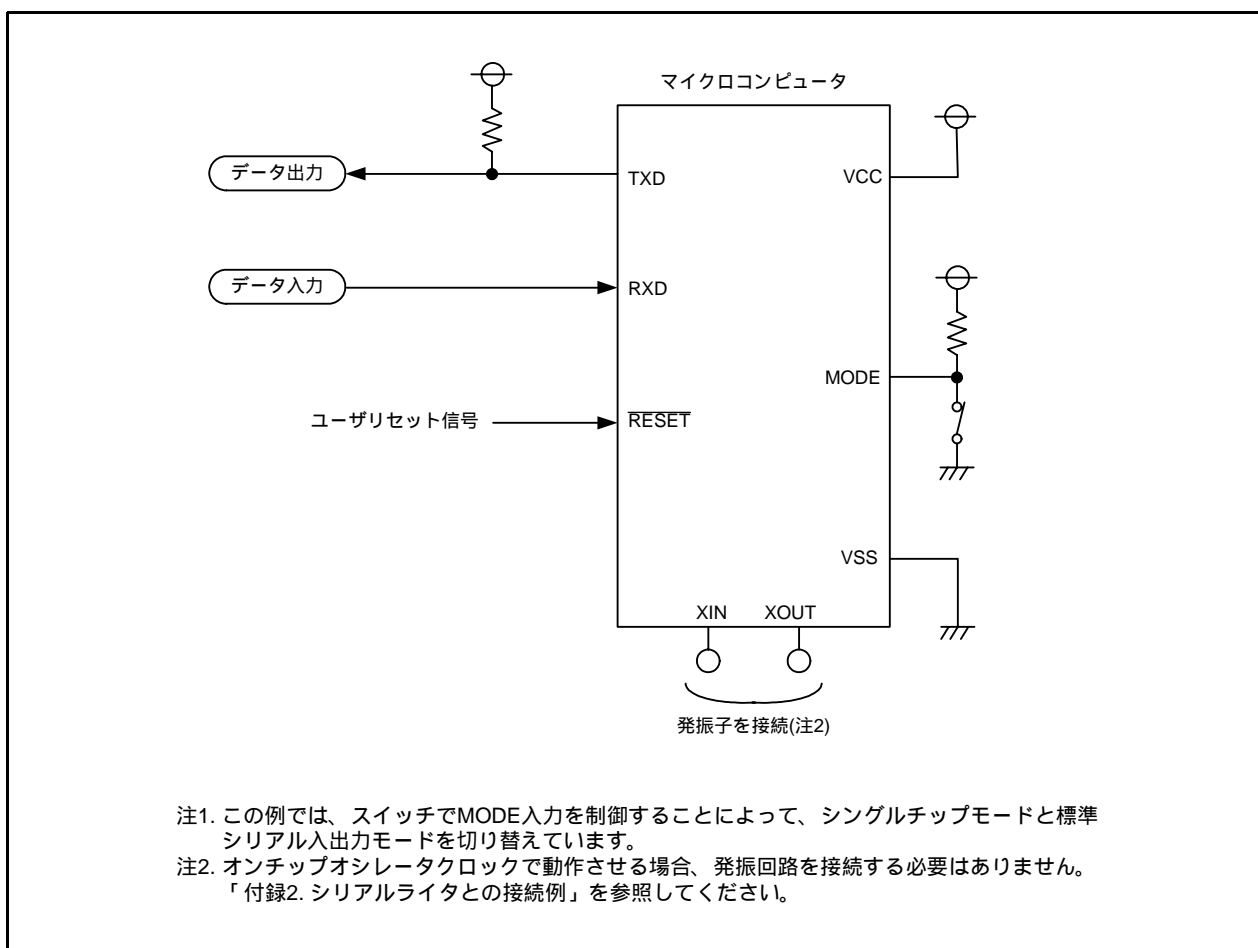 マイクロコンピュータ
データ出力
TXD
VCC
データ入力
RXD
MODE
ユーザリセット信号
RESET
VSS
XIN
XOUT
発振子を接続(注2)
注1. この例では、スイッチでMODE入力を制御することによって、シングルチップモードと標準
シリアル入出力モードを切り替えています。
注2. オンチップオシレータクロックで動作させる場合、発振回路を接続する必要はありません。
「付録2. シリアルライタとの接続例」を参照してください。